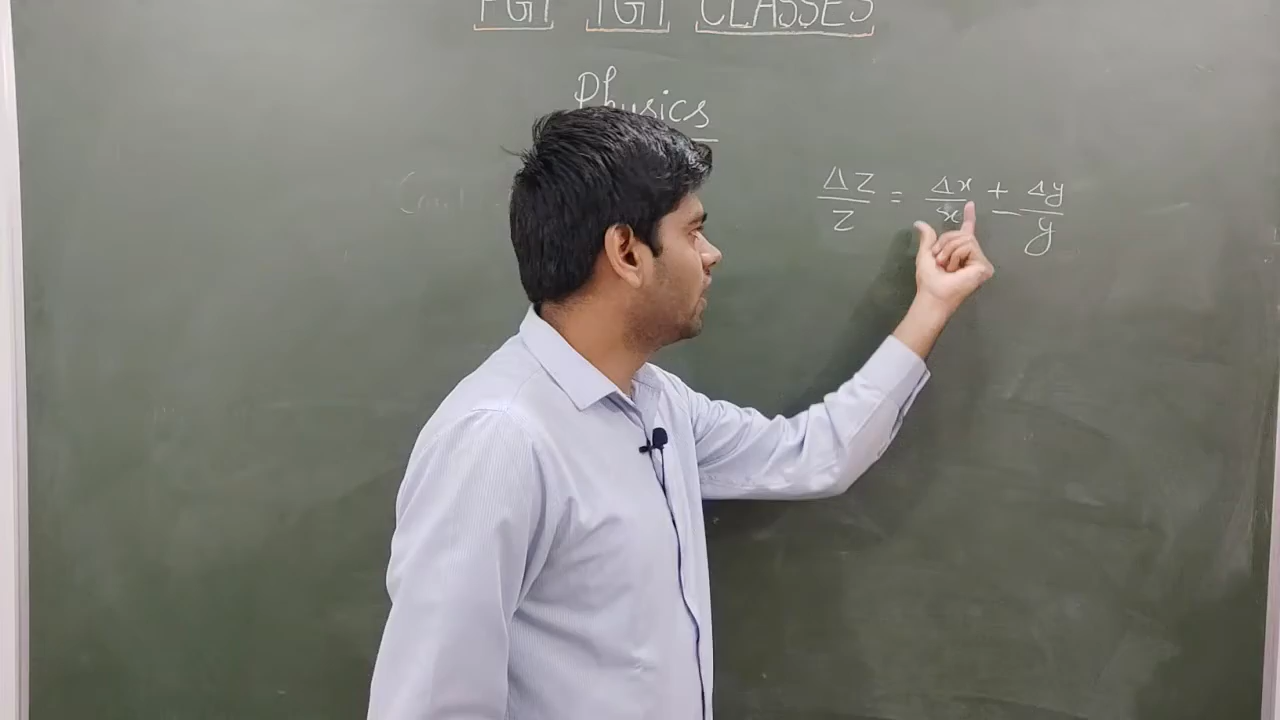 PGT TGT CLASSES
Physics
ΔZ/Z = Δx/x ± Δy/y